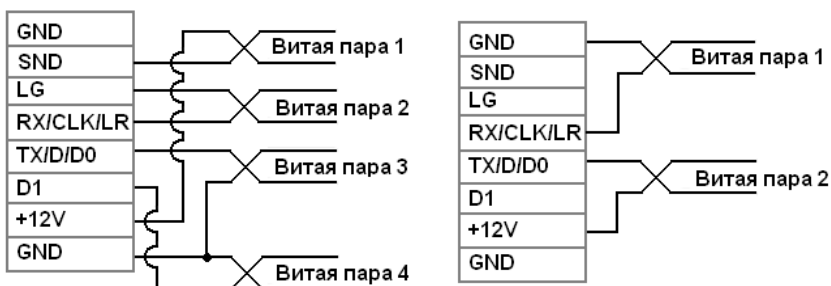 GND
SND
LG
RX/CLK/LR
TX/D/D0
D1
+12V
GND
Витая пара 1
Витая пара 2
Витая пара 3
Витая пара 4
GND
SND
LG
RX/CLK/LR
TX/D/D0
D1
+12V
GND
Витая пара 1
Витая пара 2